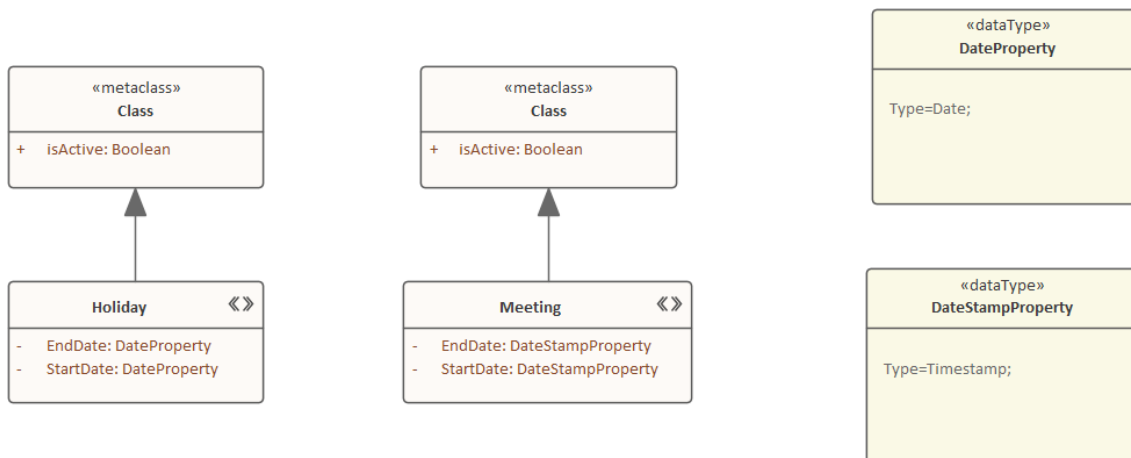 «metaclass»
Class
+ isActive: Boolean
Holiday
- EndDate: DateProperty
- StartDate: DateProperty
«metaclass»
Class
+ isActive: Boolean
Meeting
- EndDate: DateStampProperty
- StartDate: DateStampProperty
«dataType»
DateProperty
Type=Date;
«dataType»
DateStampProperty
Type=Timestamp;